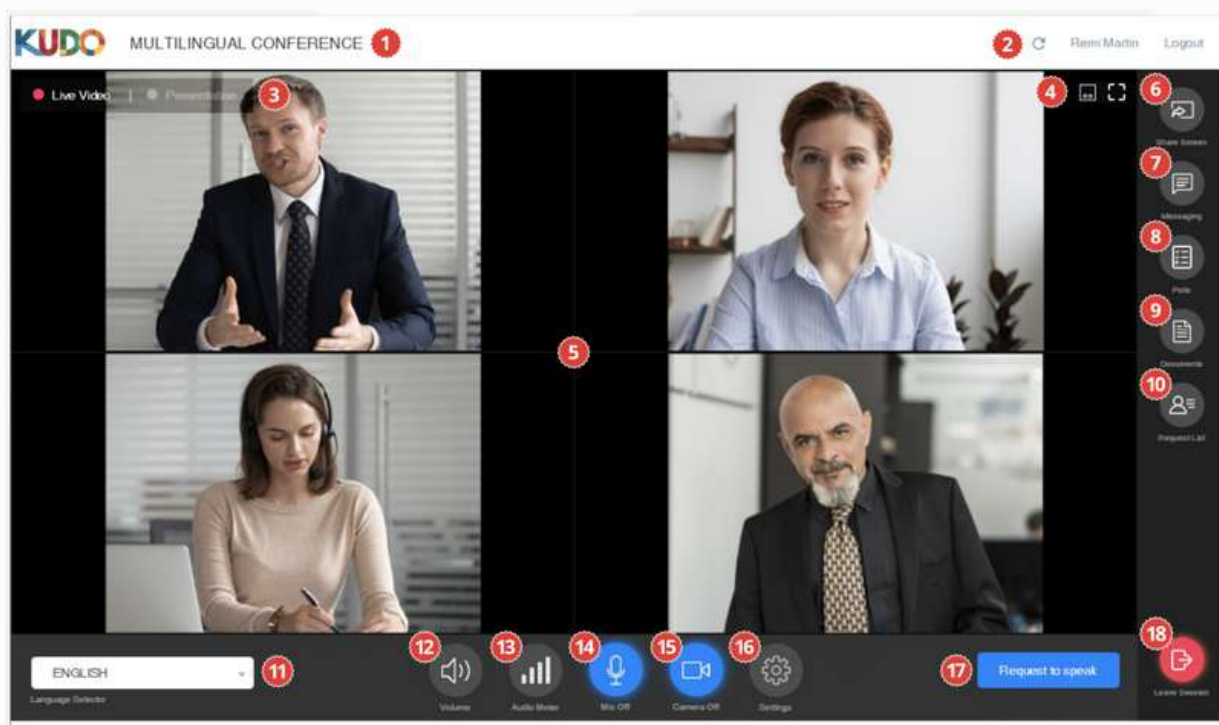 KUDO MULTILINGUAL CONFERENCE 1 2 Remi Martin Logout
Live Video | Presentation 3 4
6
Share Screen
7
Messaging
8
Polls
5
9
Documents
10
Request List
ENGLISH 11
Language Selector
12
Volume
13
Audio Meter
14
Mic Off
15
Camera Off
16
Settings
17 Request to speak
18
Leave Session